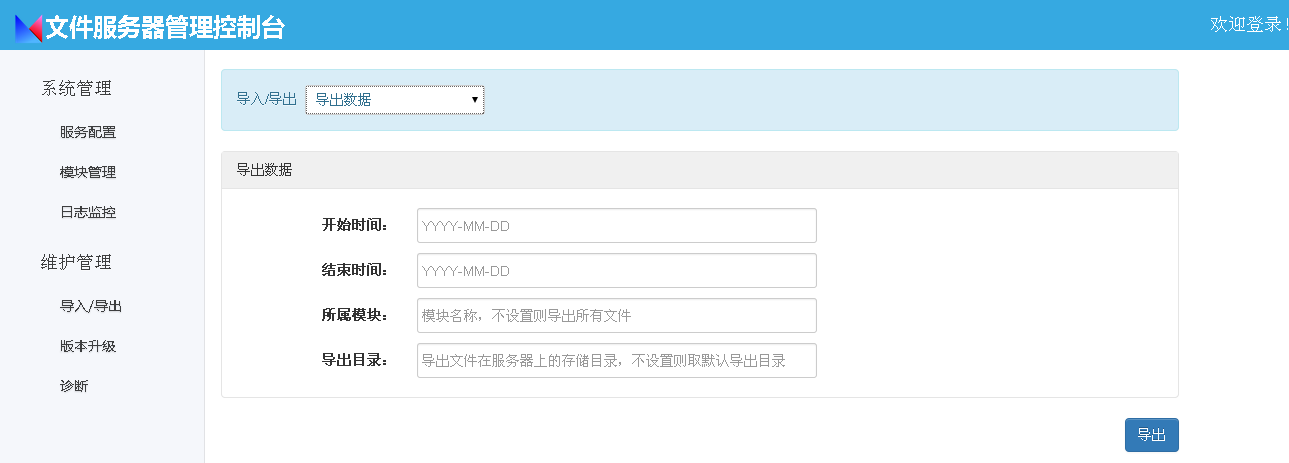 文件服务器管理控制台
欢迎登录!
系统管理
服务配置
模块管理
日志监控
维护管理
导入/导出
版本升级
诊断
导入/导出 导出数据
导出数据
开始时间： YYYY-MM-DD
结束时间： YYYY-MM-DD
所属模块： 模块名称，不设置则导出所有文件
导出目录： 导出文件在服务器上的存储目录，不设置则取默认导出目录
导出